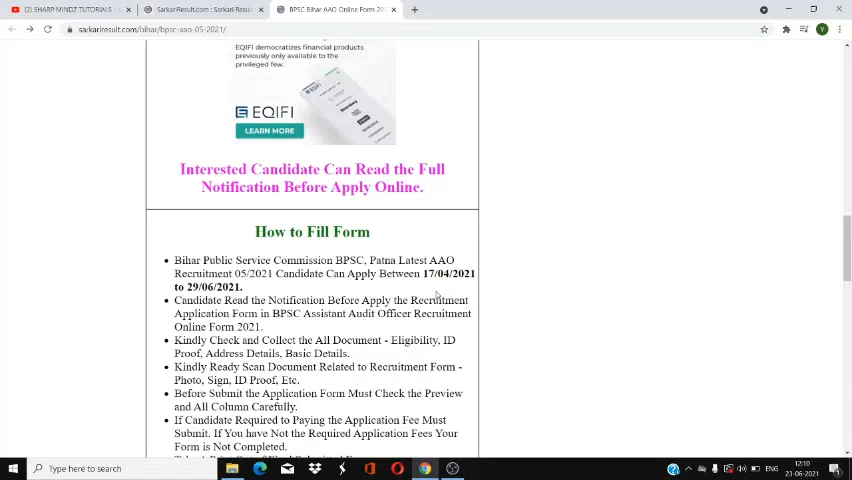 (2) SHARP MINDZ TUTORIALS -
SarkariResult.com : Sarkari Resul
BPSC Bihar AAO Online Form 202
sarkariresult.com/bihar/bpsc-aao-05-2021/
EQIFI democratizes financial products
previously only available to the
privileged few.
EQIFI
LEARN MORE
Interested Candidate Can Read the Full
Notification Before Apply Online.
How to Fill Form
Bihar Public Service Commission BPSC, Patna Latest AAO
Recruitment 05/2021 Candidate Can Apply Between 17/04/2021
to 29/06/2021.
Candidate Read the Notification Before Apply the Recruitment
Application Form in BPSC Assistant Audit Officer Recruitment
Online Form 2021.
Kindly Check and Collect the All Document - Eligibility, ID
Proof, Address Details, Basic Details.
Kindly Ready Scan Document Related to Recruitment Form -
Photo, Sign, ID Proof, Etc.
Before Submit the Application Form Must Check the Preview
and All Column Carefully.
If Candidate Required to Paying the Application Fee Must
Submit. If You have Not the Required Application Fees Your
Form is Not Completed.
Type here to search
ENG
12:10
23-06-2021